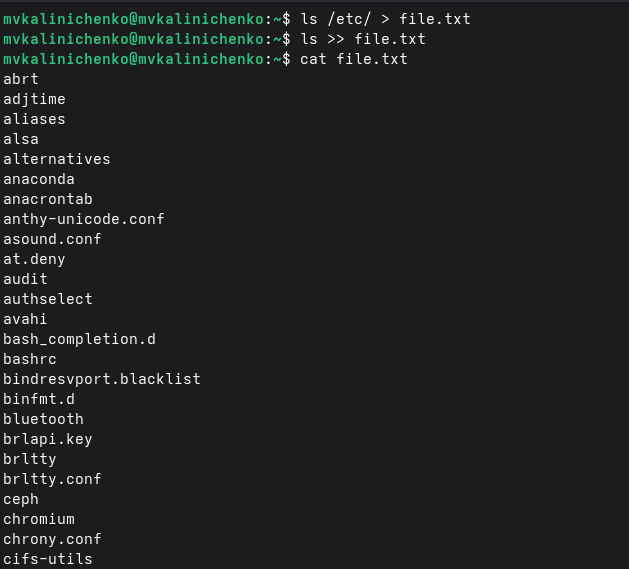 mvkalinichenko@mvkalinichenko:~$ ls /etc/ > file.txt
mvkalinichenko@mvkalinichenko:~$ ls >> file.txt
mvkalinichenko@mvkalinichenko:~$ cat file.txt
abrt
adjtime
aliases
alsa
alternatives
anaconda
anacrontab
anthy-unicode.conf
asound.conf
at.deny
audit
authselect
avahi
bash_completion.d
bashrc
bindresvport.blacklist
binfmt.d
bluetooth
brlapi.key
brltty
brltty.conf
ceph
chromium
chrony.conf
cifs-utils